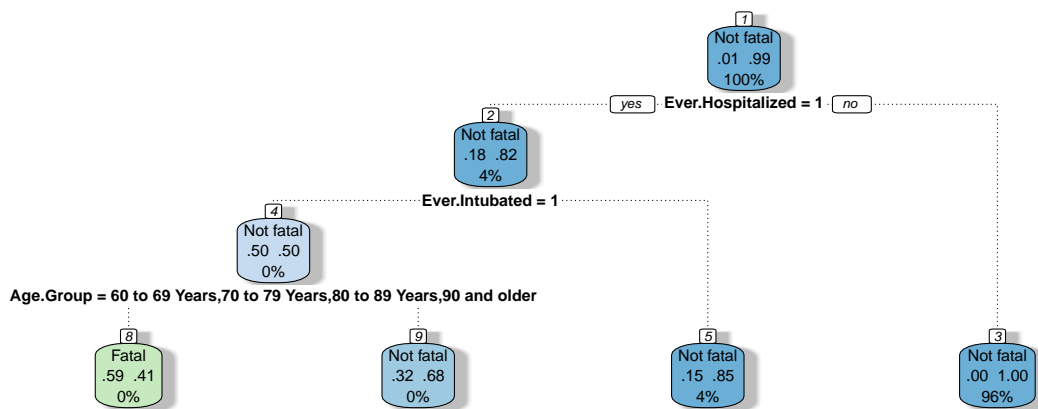 1
Not fatal
.01 .99
100%
yes Ever.Hospitalized = 1 no
2
Not fatal
.18 .82
4%
Ever.Intubated = 1
4
Not fatal
.50 .50
0%
Age.Group = 60 to 69 Years,70 to 79 Years,80 to 89 Years,90 and older
8
Fatal
.59 .41
0%
9
Not fatal
.32 .68
0%
5
Not fatal
.15 .85
4%
3
Not fatal
.00 1.00
96%